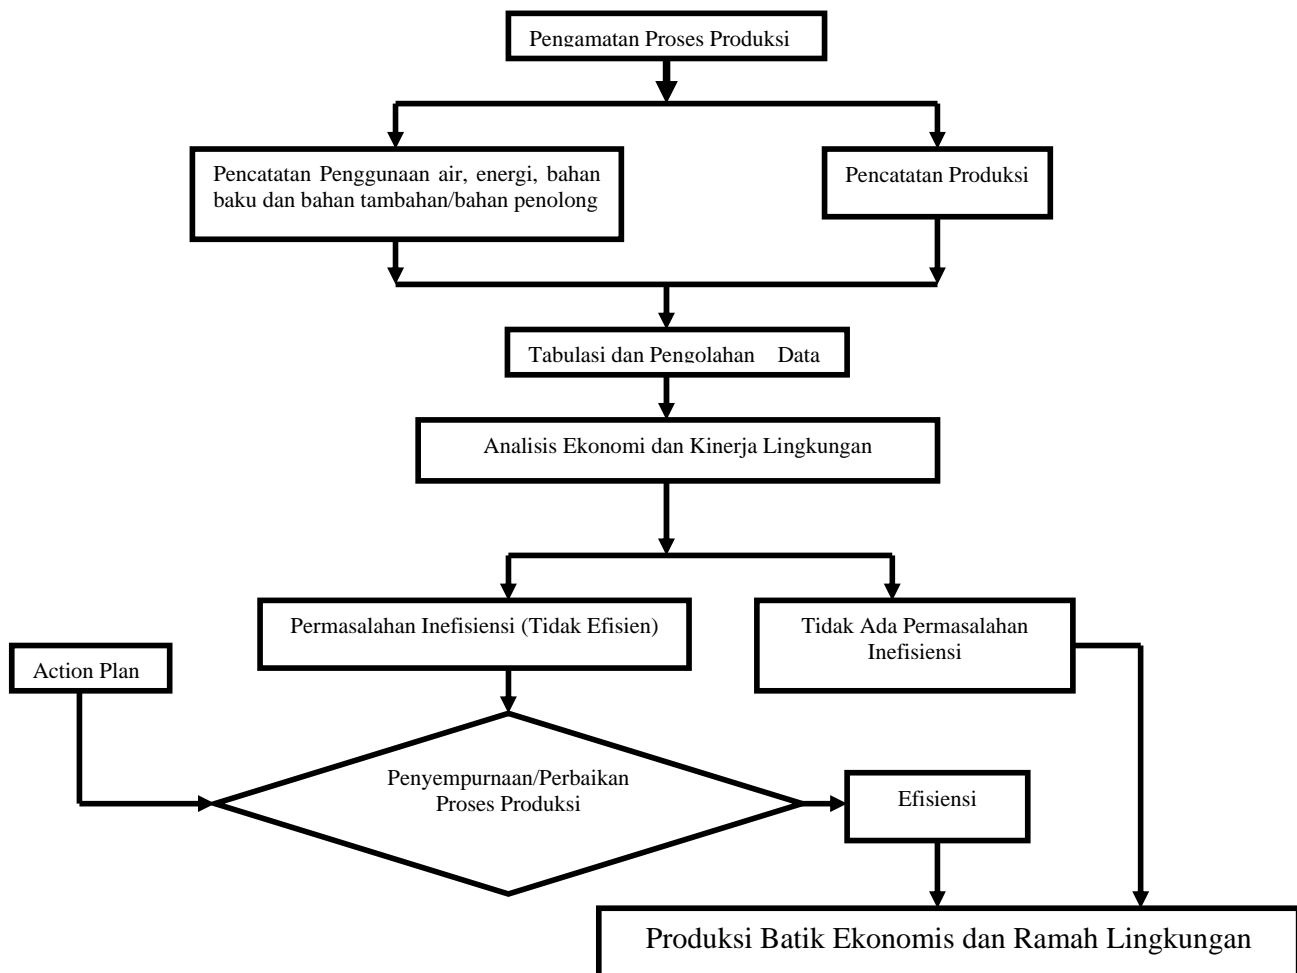 Pengamatan Proses Produksi
Pencatatan Penggunaan air, energi, bahan
baku dan bahan tambahan/bahan penolong
Pencatatan Produksi
Tabulasi dan Pengolahan Data
Analisis Ekonomi dan Kinerja Lingkungan
Permasalahan Inefisiensi (Tidak Efisien)
Tidak Ada Permasalahan
Inefisiensi
Action Plan
Penyempurnaan/Perbaikan
Proses Produksi
Efisiensi
Produksi Batik Ekonomis dan Ramah Lingkungan